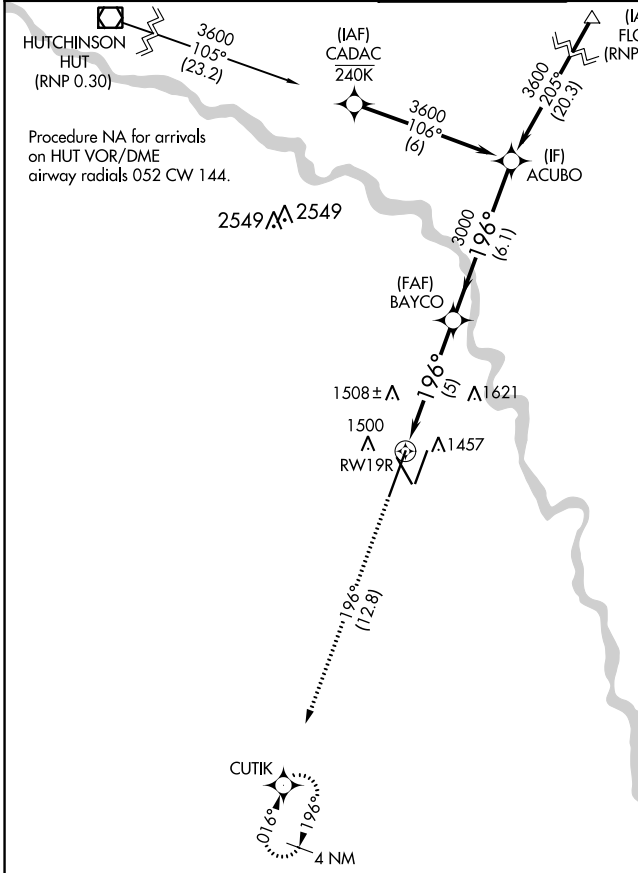 HUTCHINSON
HUT
(RNP 0.30)
3600
105°
(23.2)
(IAF)
CADAC
240K
3600
106°
(6)
3600
205°
(20.3)
(IF)
ACUBO
Procedure NA for arrivals
on HUT VOR/DME
airway radials 052 CW 144.
2549
2549
3000
196°
(6.1)
(FAF)
BAYCO
196°
(5)
1508±
1621
1500
RW19R
1457
196°
(12.8)
CUTIK
016°
196°
4 NM